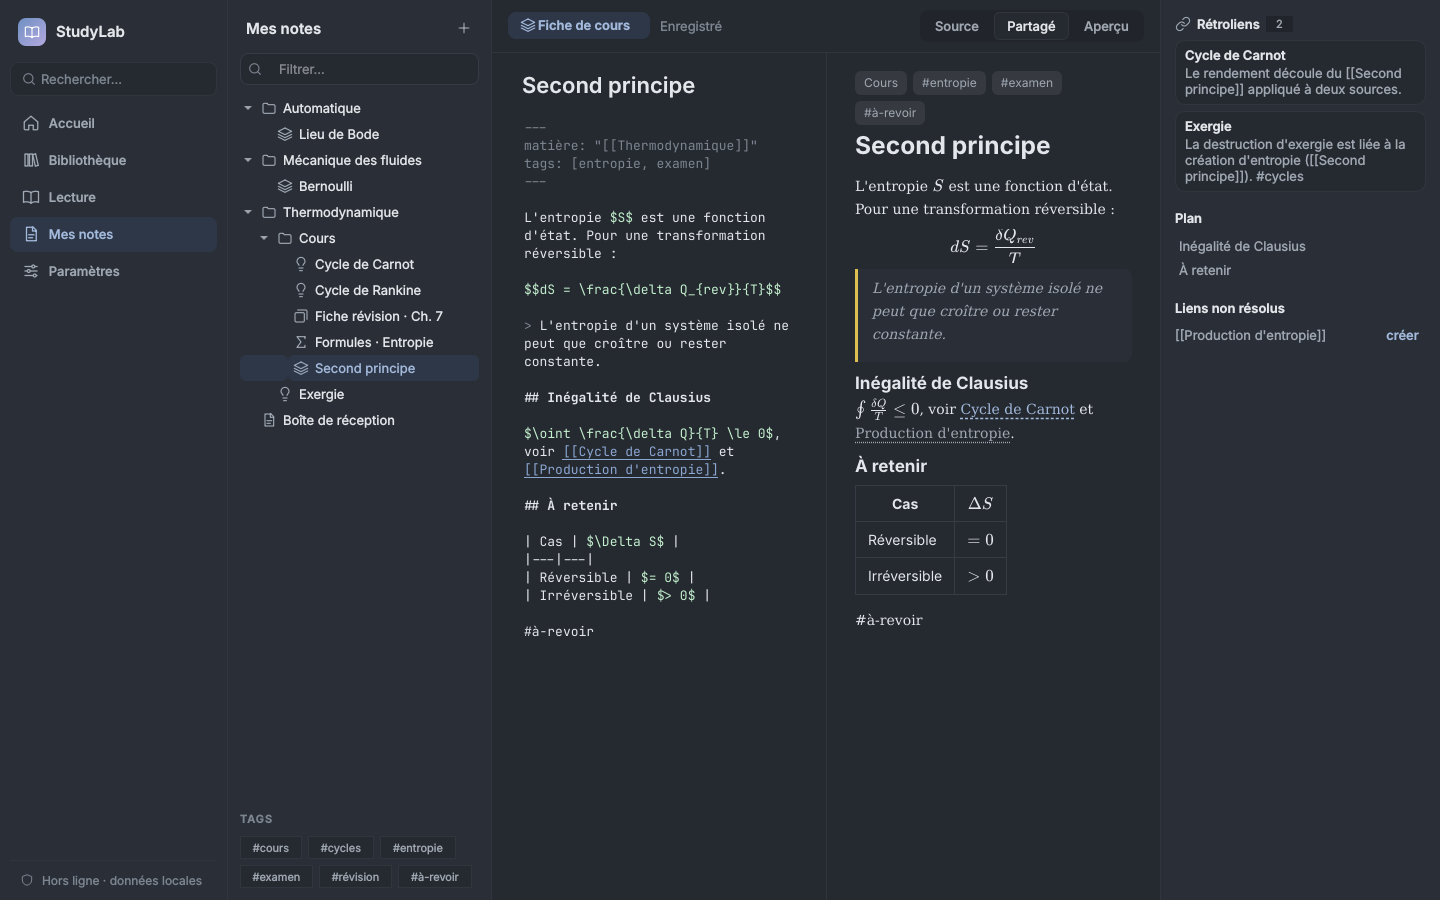 StudyLab
Rechercher...
Accueil
Bibliothèque
Lecture
Mes notes
Paramètres
Hors ligne · données locales
Mes notes
Filtrer...
Automatique
Lieu de Bode
Mécanique des fluides
Bernoulli
Thermodynamique
Cours
Cycle de Carnot
Cycle de Rankine
Fiche révision · Ch. 7
Formules · Entropie
Second principe
Exergie
Boîte de réception
TAGS
#cours #cycles #entropie
#examen #révision #à-revoir
Fiche de cours Enregistré
Source Partagé Aperçu
Second principe
---
matière: "[[Thermodynamique]]"
tags: [entropie, examen]
---
L'entropie $S$ est une fonction
d'état. Pour une transformation
réversible :
$$dS = \frac{\delta Q_{rev}}{T}$$
> L'entropie d'un système isolé ne
peut que croître ou rester
constante.
## Inégalité de Clausius
$\oint \frac{\delta Q}{T} \le 0$,
voir [[Cycle de Carnot]] et
[[Production d'entropie]].
## À retenir
| Cas | $\Delta S$ |
|---|---|
| Réversible | $= 0$ |
| Irréversible | $> 0$ |
#à-revoir
Cours #entropie #examen
#à-revoir
Second principe
L'entropie S est une fonction d'état.
Pour une transformation réversible :
dS = δQrev / T
L'entropie d'un système isolé ne
peut que croître ou rester
constante.
Inégalité de Clausius
∮ δQ/T ≤ 0, voir Cycle de Carnot et
Production d'entropie.
À retenir
Cas ΔS
Réversible = 0
Irréversible > 0
#à-revoir
Rétroliens 2
Cycle de Carnot
Le rendement découle du [[Second
principe]] appliqué à deux sources.
Exergie
La destruction d'exergie est liée à la
création d'entropie ([[Second
principe]]). #cycles
Plan
Inégalité de Clausius
À retenir
Liens non résolus
[[Production d'entropie]] créer